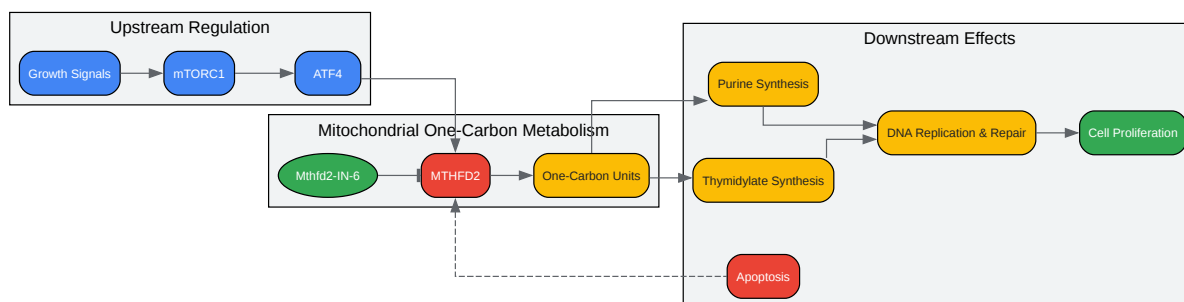 Upstream Regulation
Growth Signals
mTORC1
ATF4
Mitochondrial One-Carbon Metabolism
Mthfd2-IN-6
MTHFD2
One-Carbon Units
Downstream Effects
Purine Synthesis
Thymidylate Synthesis
DNA Replication & Repair
Cell Proliferation
Apoptosis